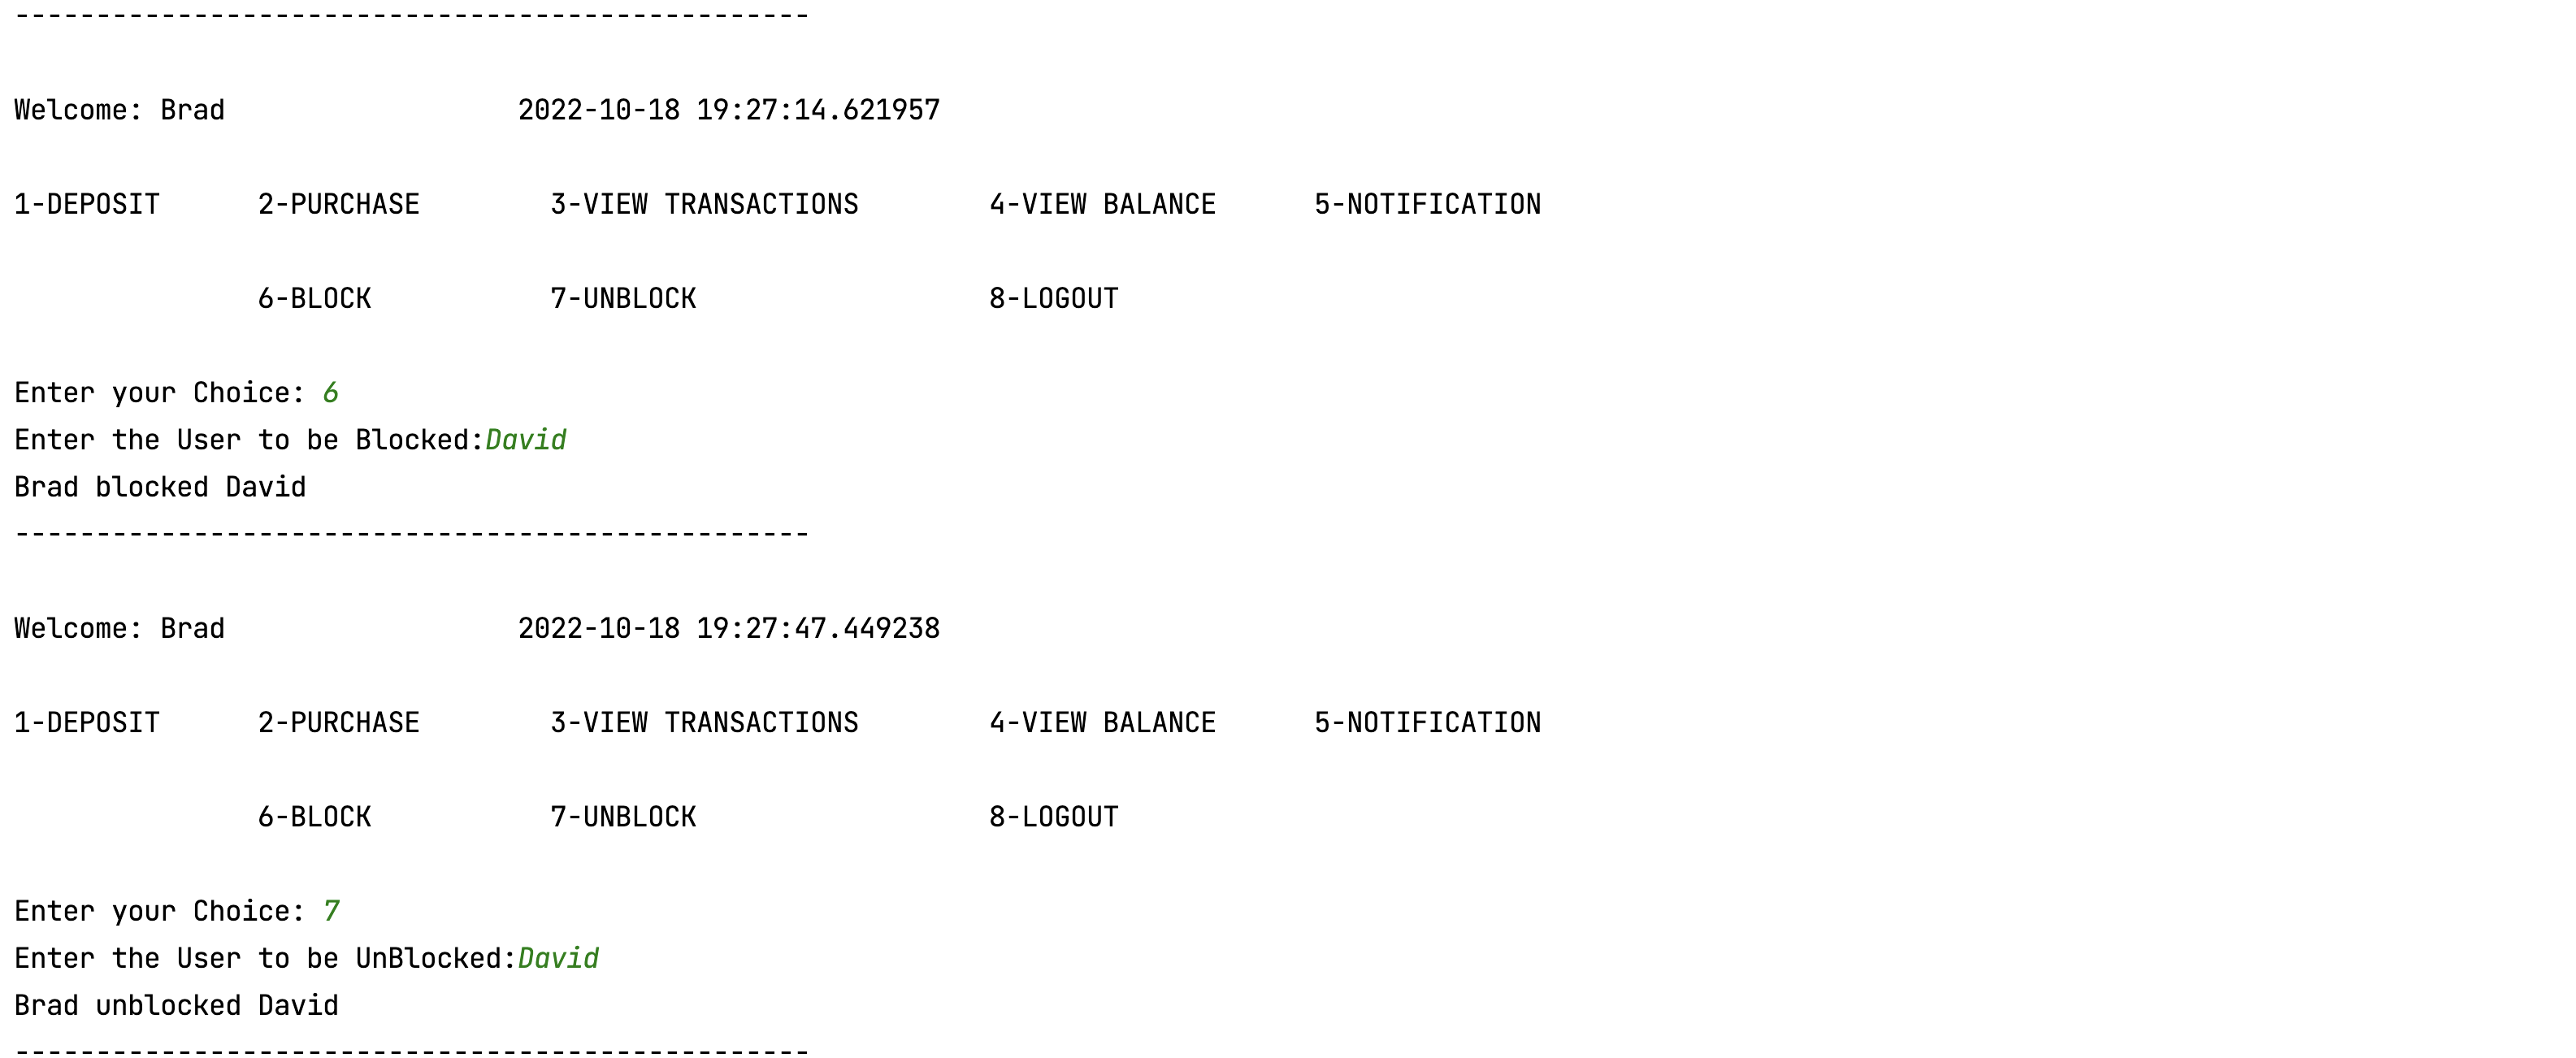 -------------------------------------------------
Welcome: Brad                  2022-10-18 19:27:14.621957
1-DEPOSIT      2-PURCHASE        3-VIEW TRANSACTIONS        4-VIEW BALANCE      5-NOTIFICATION
               6-BLOCK           7-UNBLOCK                  8-LOGOUT
Enter your Choice: 6
Enter the User to be Blocked:David
Brad blocked David
-------------------------------------------------
Welcome: Brad                  2022-10-18 19:27:47.449238
1-DEPOSIT      2-PURCHASE        3-VIEW TRANSACTIONS        4-VIEW BALANCE      5-NOTIFICATION
               6-BLOCK           7-UNBLOCK                  8-LOGOUT
Enter your Choice: 7
Enter the User to be UnBlocked:David
Brad unblocked David
-------------------------------------------------